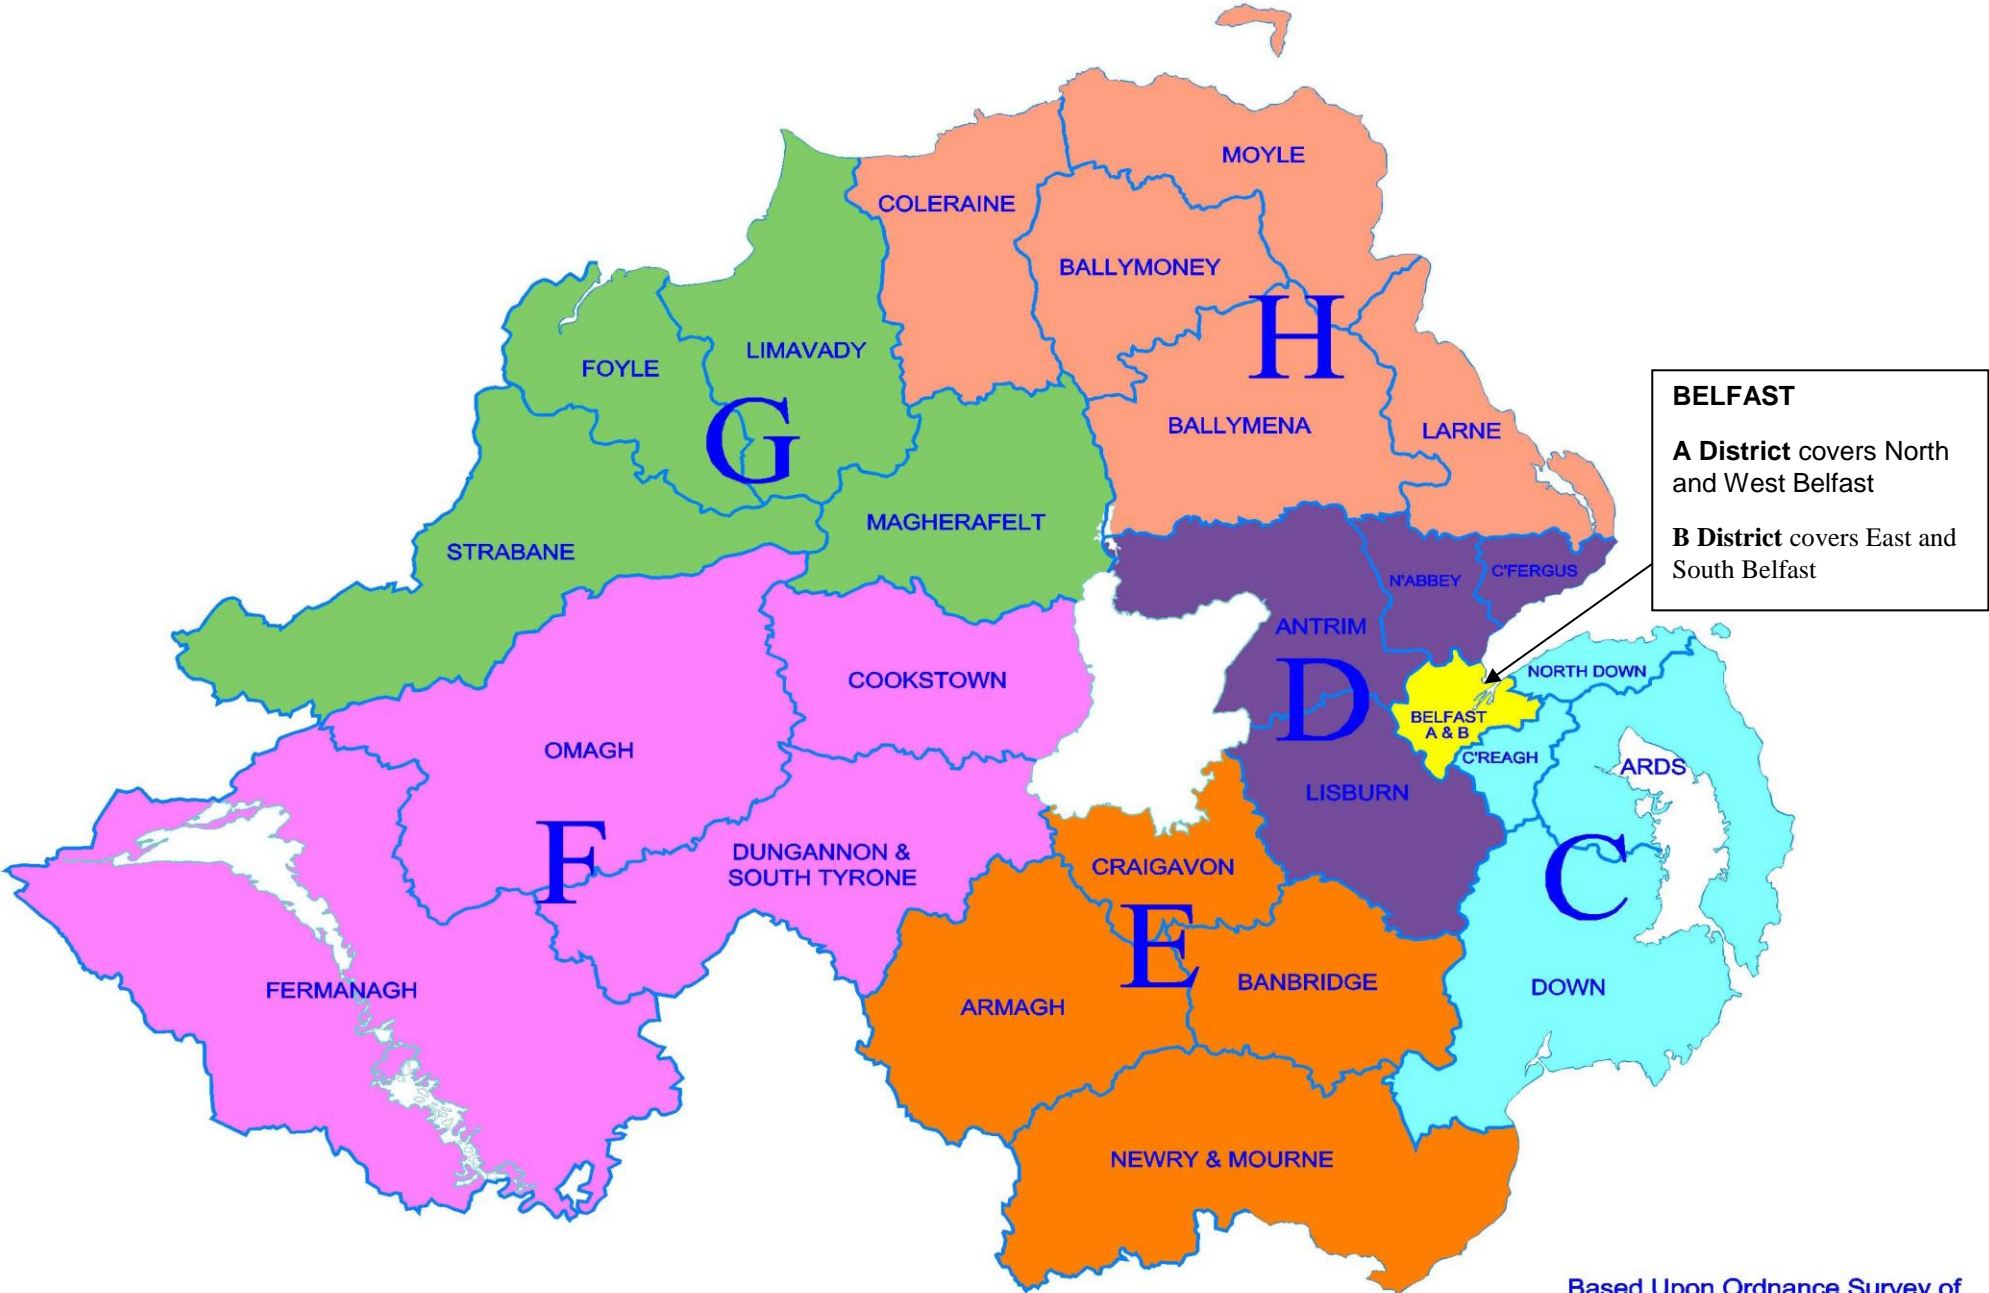 MOYLE
COLERAINE
BALLYMONEY
H
LIMAVADY
FOYLE
G
BALLYMENA
LARNE
BELFAST
A District covers North
and West Belfast
B District covers East and
South Belfast
MAGHERAFELT
STRABANE
N'ABBEY
C'FERGUS
ANTRIM
D
COOKSTOWN
NORTH DOWN
BELFAST
A & B
OMAGH
C'REAGH
ARDS
LISBURN
F
DUNGANNON &
SOUTH TYRONE
CRAIGAVON
C
E
FERMANAGH
ARMAGH
BANBRIDGE
DOWN
NEWRY & MOURNE
Based Upon Ordnance Survey of